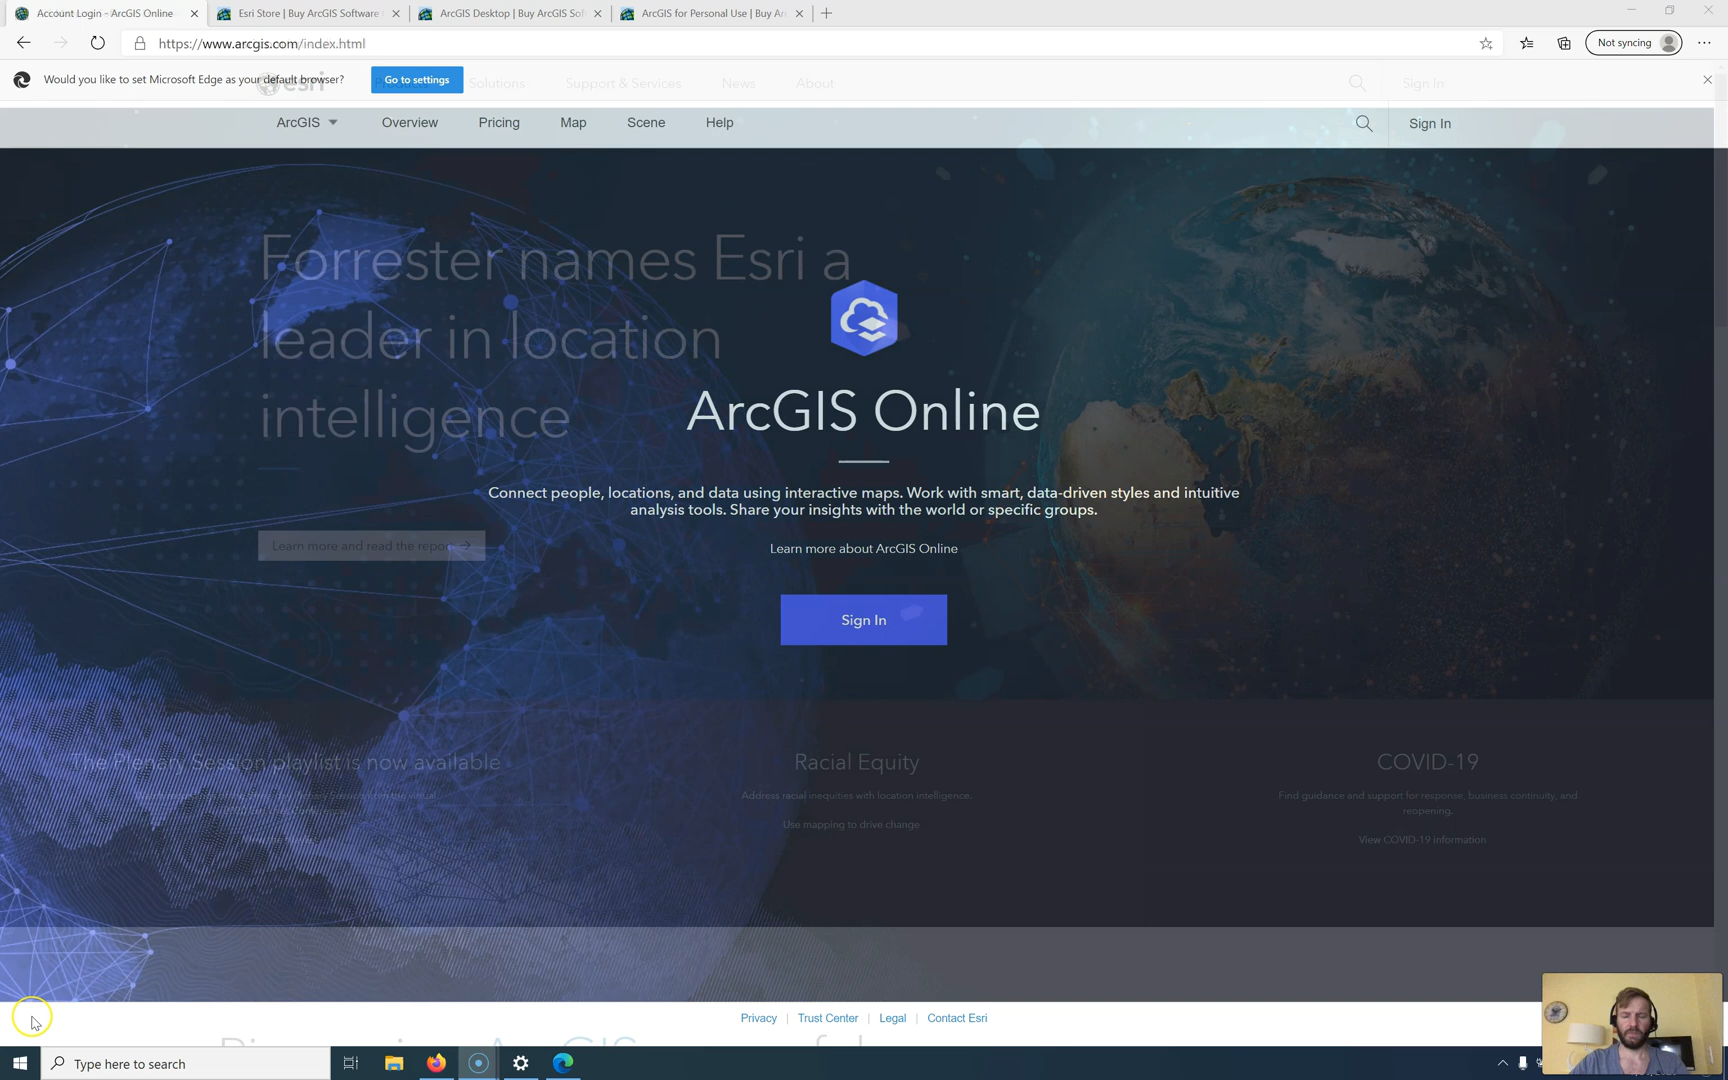 Account Login - ArcGIS Online
Esri Store | Buy ArcGIS Software
ArcGIS Desktop | Buy ArcGIS Sof
ArcGIS for Personal Use | Buy Ar
https://www.arcgis.com/index.html
Not syncing
Would you like to set Microsoft Edge as your default browser?
Go to settings
esri
Solutions
Support & Services
News
About
Sign In
ArcGIS
Overview
Pricing
Map
Scene
Help
Sign In
Forrester names Esri a
leader in location
intelligence
Learn more and read the report
ArcGIS Online
Connect people, locations, and data using interactive maps. Work with smart, data-driven styles and intuitive
analysis tools. Share your insights with the world or specific groups.
Learn more about ArcGIS Online
Sign In
The Plenary Session playlist is now available
Racial Equity
Address racial inequities with location intelligence.
Use mapping to drive change
COVID-19
Find guidance and support for response, business continuity, and
reopening.
View COVID-19 information
Privacy | Trust Center | Legal | Contact Esri
Type here to search